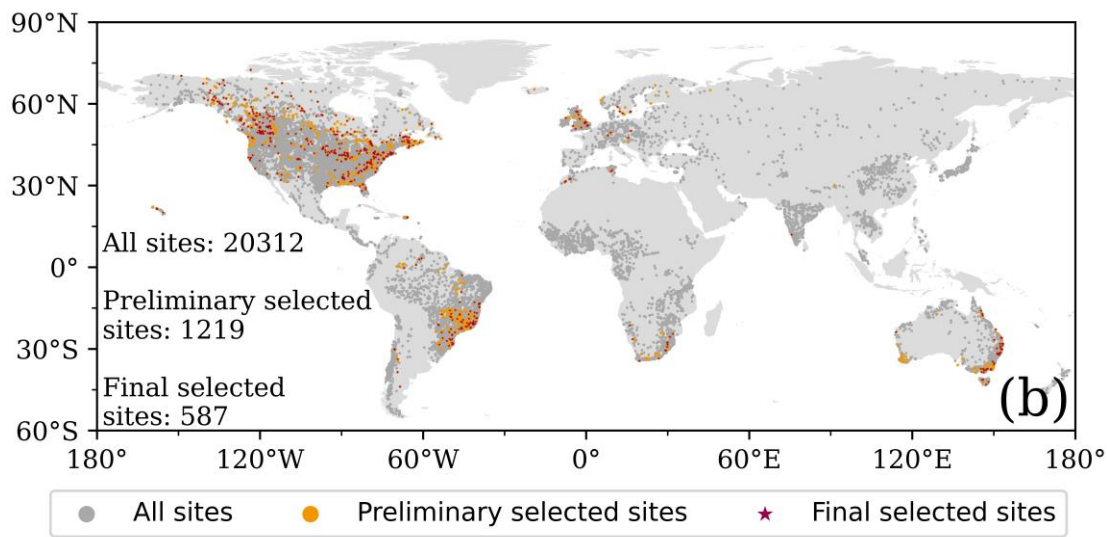 90°N
60°N
30°N
0°
30°S
60°S
All sites: 20312
Preliminary selected
sites: 1219
Final selected
sites: 587
(b)
180° 120°W 60°W 0° 60°E 120°E 180°
All sites Preliminary selected sites Final selected sites